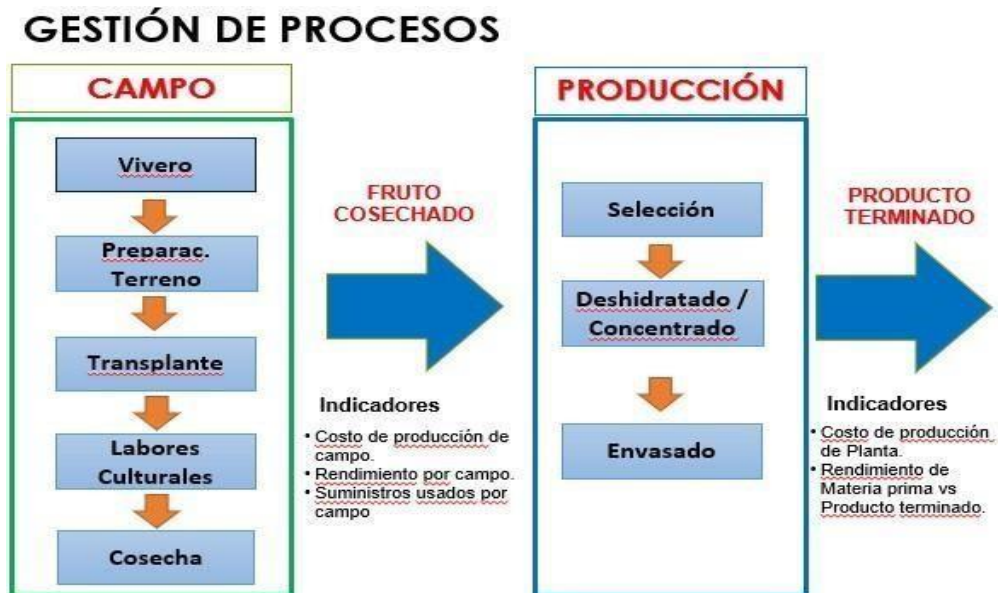 GESTIÓN DE PROCESOS
CAMPO
Vivero
Preparac.
Terreno
Transplante
Labores
Culturales
Cosecha
FRUTO
COSECHADO
Indicadores
• Costo de producción de
campo.
• Rendimiento por campo.
• Suministros usados por
campo
PRODUCCIÓN
Selección
Deshidratado /
Concentrado
Envasado
PRODUCTO
TERMINADO
Indicadores
• Costo de producción
de Planta.
• Rendimiento de
Materia prima vs
Producto terminado.